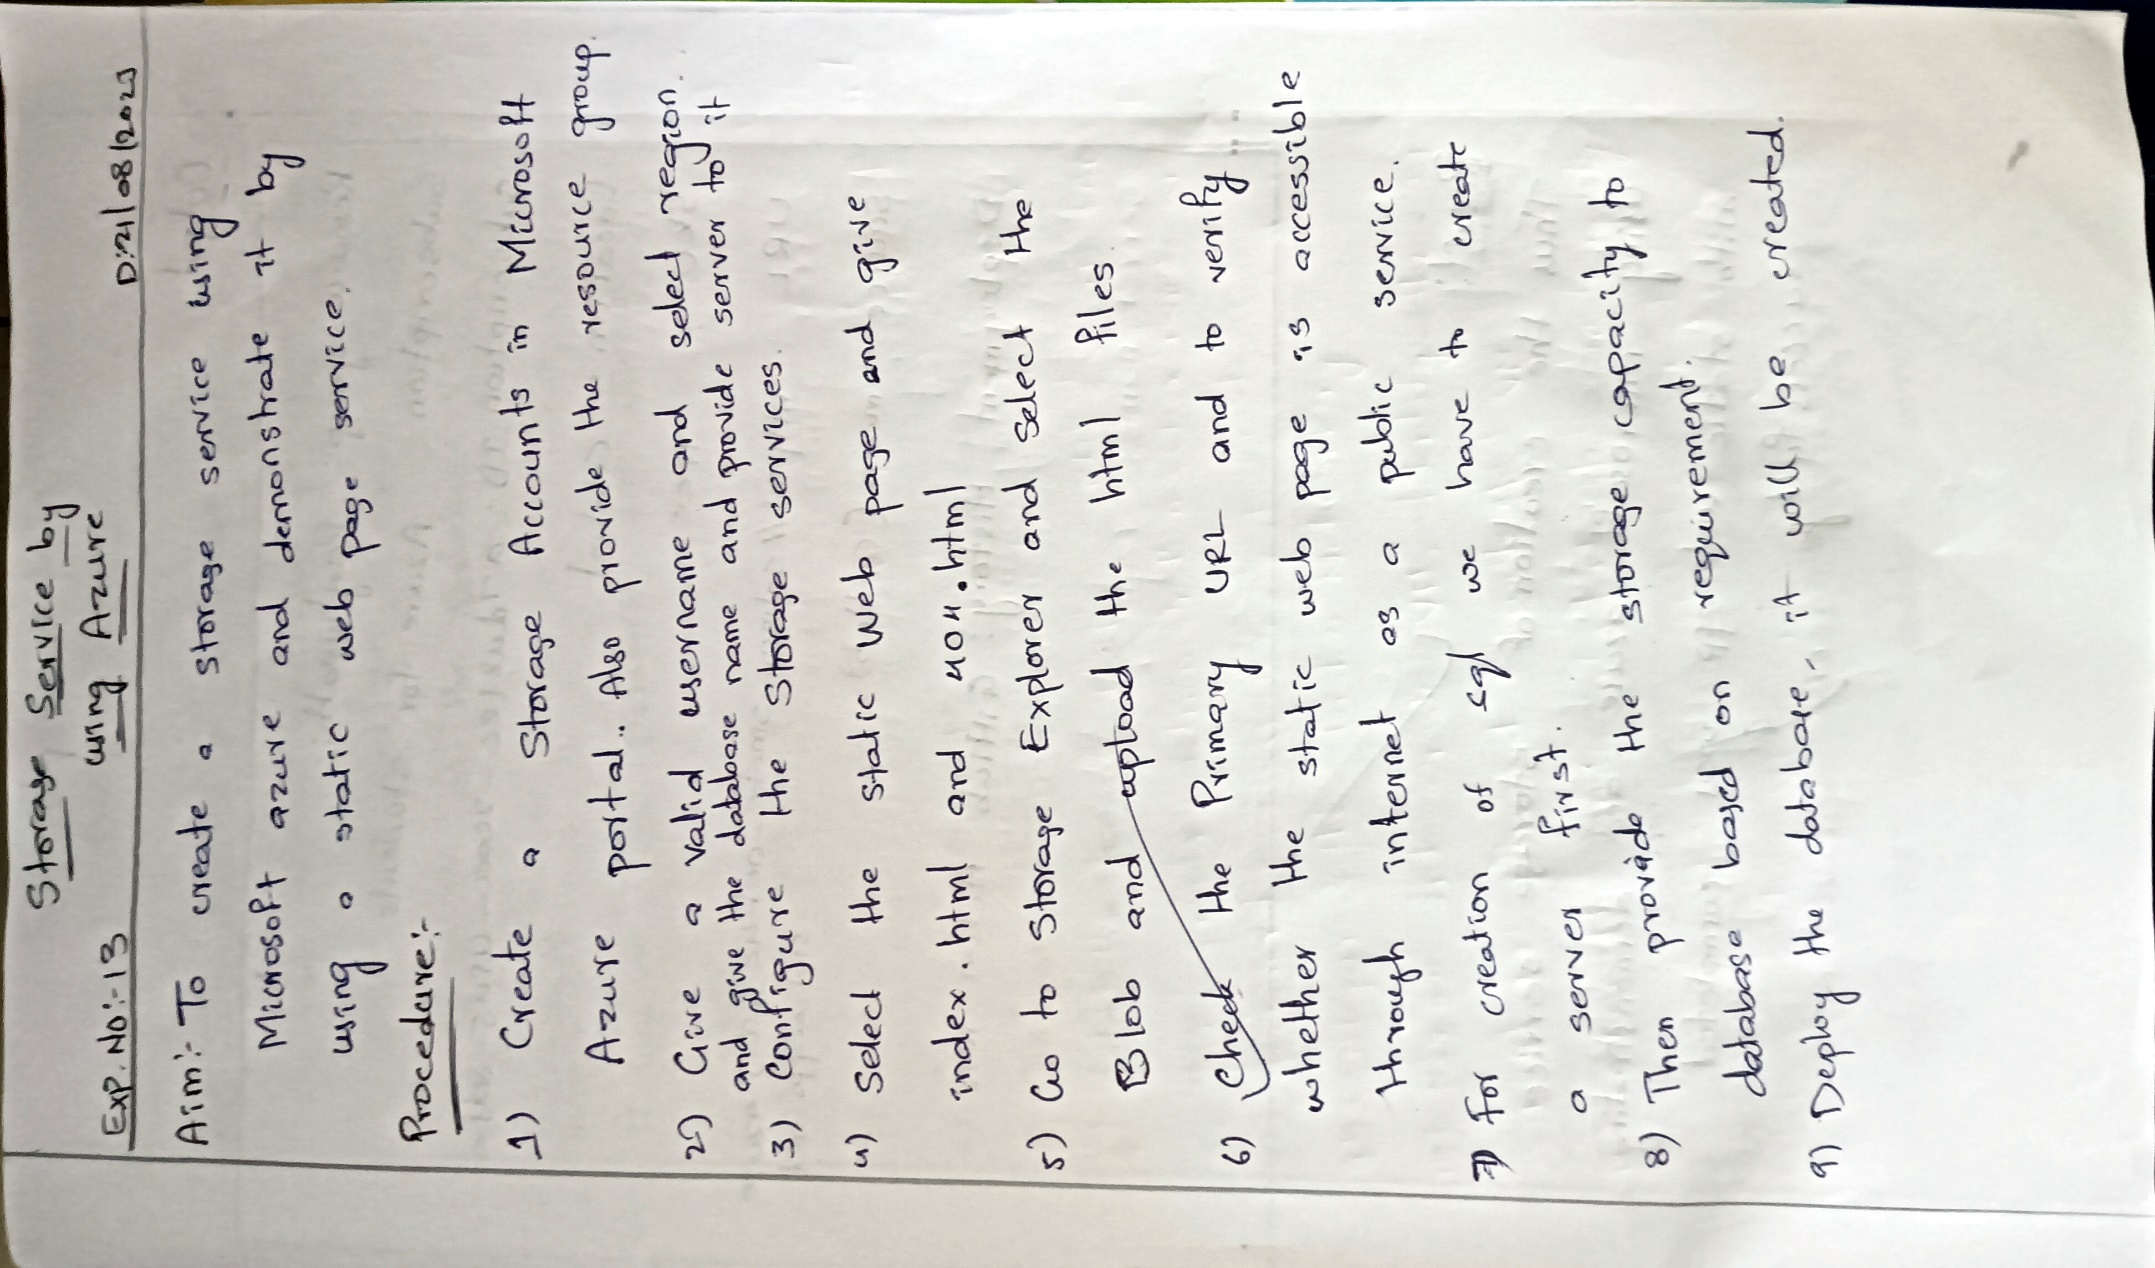 Storage Service by
using Azure
Exp. No:-13 D:21/08/2023
Aim:- To create a storage service using
Microsoft azure and demonstrate it by
using a static web page service.
Procedure:-
1) Create a Storage Accounts in Microsoft
Azure portal.. Also provide the resource group.
2) Give a valid username and select region.
and give the database name and provide server to it
3) Configure the storage services.
4) Select the static web page and give
index.html and 404.html
5) Go to Storage Explorer and select the
Blob and upload the html files.
6) Check the Primary URL and to verify
whether the static web page is accessible
through internet as a public service.
7) For creation of sql we have to create
a server first.
8) Then provide the storage capacity to
database based on requirement.
9) Deploy the database, it will be created.